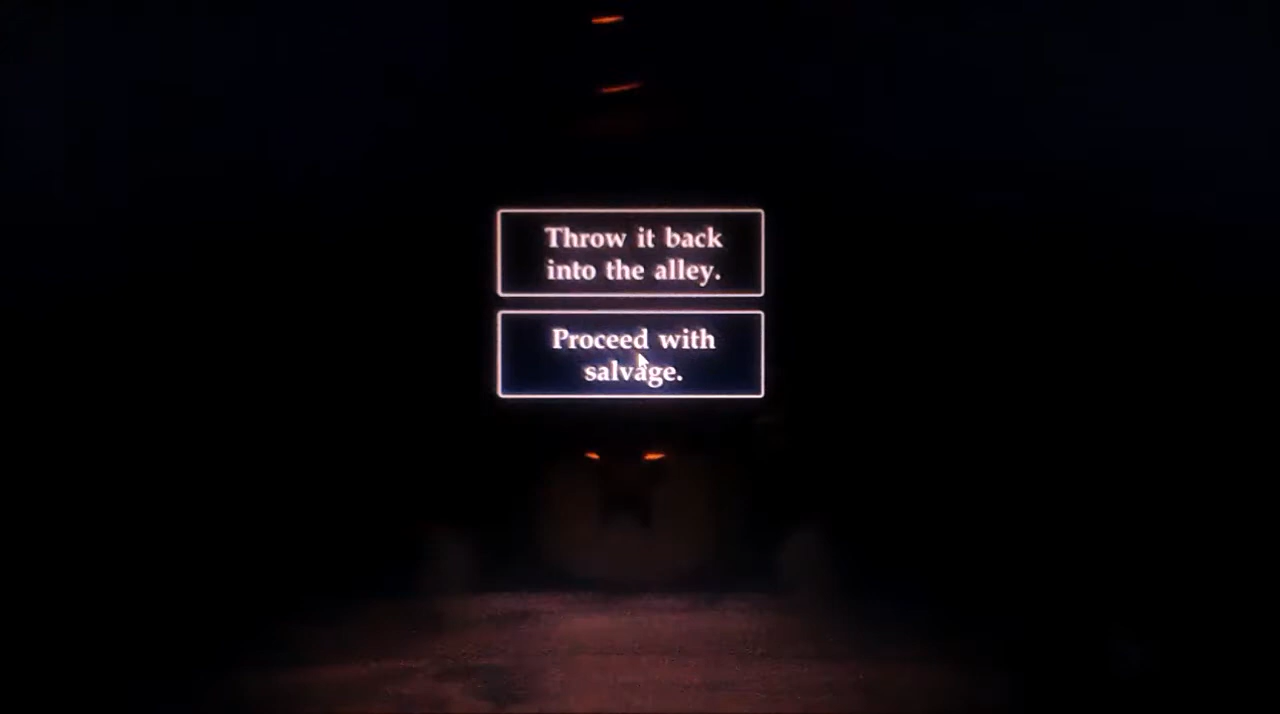 Throw it back
into the alley.
Proceed with
salvage.